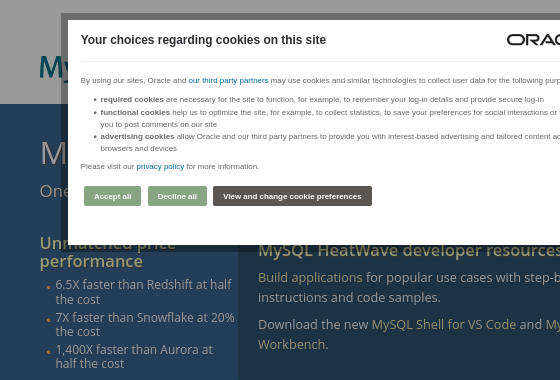 Your choices regarding cookies on this site
By using our sites, Oracle and our third party partners may use cookies and similar technologies to collect user data for the following
• required cookies are necessary for the site to function, for example, to remember your log-in details and provide secure log-in
• functional cookies help us to optimize the site, for example, to collect statistics, to save your preferences for social interactions or
you to post comments on our site
• advertising cookies allow Oracle and our third party partners to provide you with interest-based advertising and tailored content
browsers and devices
Please visit our privacy policy for more information.
Accept all Decline all View and change cookie preferences
One
Unmatched price
performance
• 6.5X faster than Redshift at half
the cost
• 7X faster than Snowflake at 20%
the cost
• 1,400X faster than Aurora at
half the cost
MySQL HeatWave developer resources
Build applications for popular use cases with
instructions and code samples.
Download the new MySQL Shell for VS Code and
Workbench.